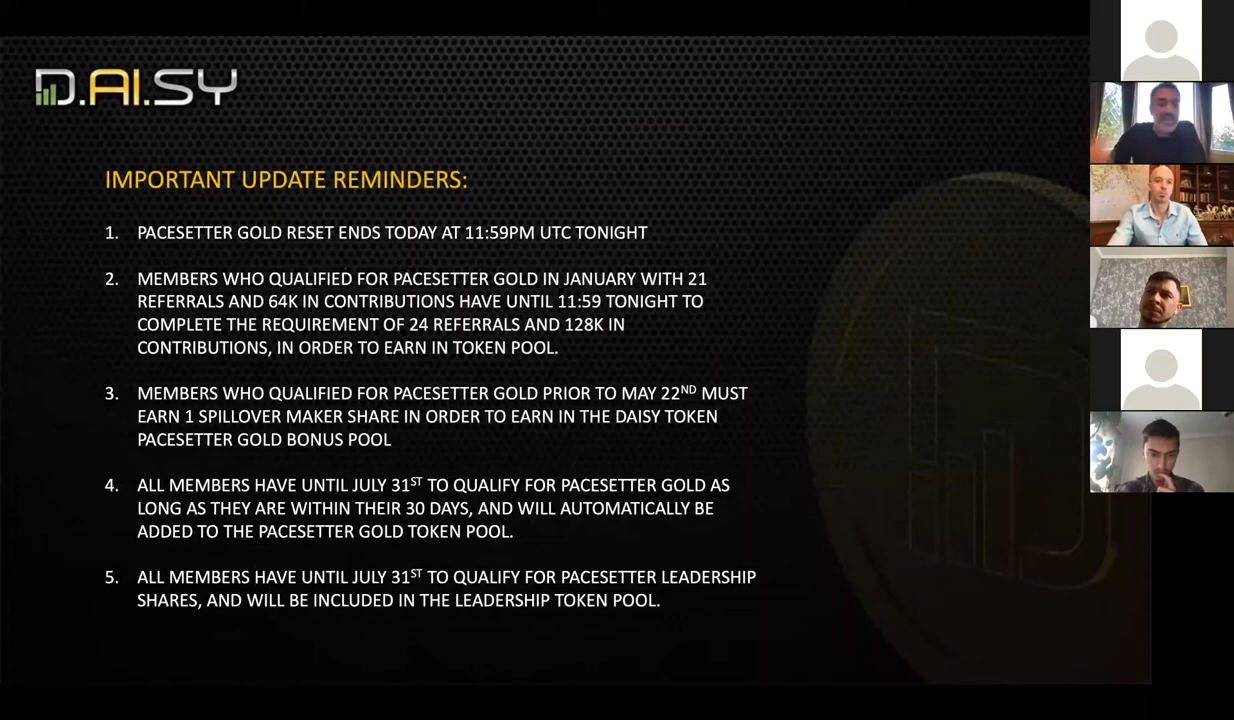 D.AI.SY
IMPORTANT UPDATE REMINDERS:
1. PACESETTER GOLD RESET ENDS TODAY AT 11:59PM UTC TONIGHT
2. MEMBERS WHO QUALIFIED FOR PACESETTER GOLD IN JANUARY WITH 21
REFERRALS AND 64K IN CONTRIBUTIONS HAVE UNTIL 11:59 TONIGHT TO
COMPLETE THE REQUIREMENT OF 24 REFERRALS AND 128K IN
CONTRIBUTIONS, IN ORDER TO EARN IN TOKEN POOL.
3. MEMBERS WHO QUALIFIED FOR PACESETTER GOLD PRIOR TO MAY 22ND MUST
EARN 1 SPILLOVER MAKER SHARE IN ORDER TO EARN IN THE DAISY TOKEN
PACESETTER GOLD BONUS POOL
4. ALL MEMBERS HAVE UNTIL JULY 31ST TO QUALIFY FOR PACESETTER GOLD AS
LONG AS THEY ARE WITHIN THEIR 30 DAYS, AND WILL AUTOMATICALLY BE
ADDED TO THE PACESETTER GOLD TOKEN POOL.
5. ALL MEMBERS HAVE UNTIL JULY 31ST TO QUALIFY FOR PACESETTER LEADERSHIP
SHARES, AND WILL BE INCLUDED IN THE LEADERSHIP TOKEN POOL.